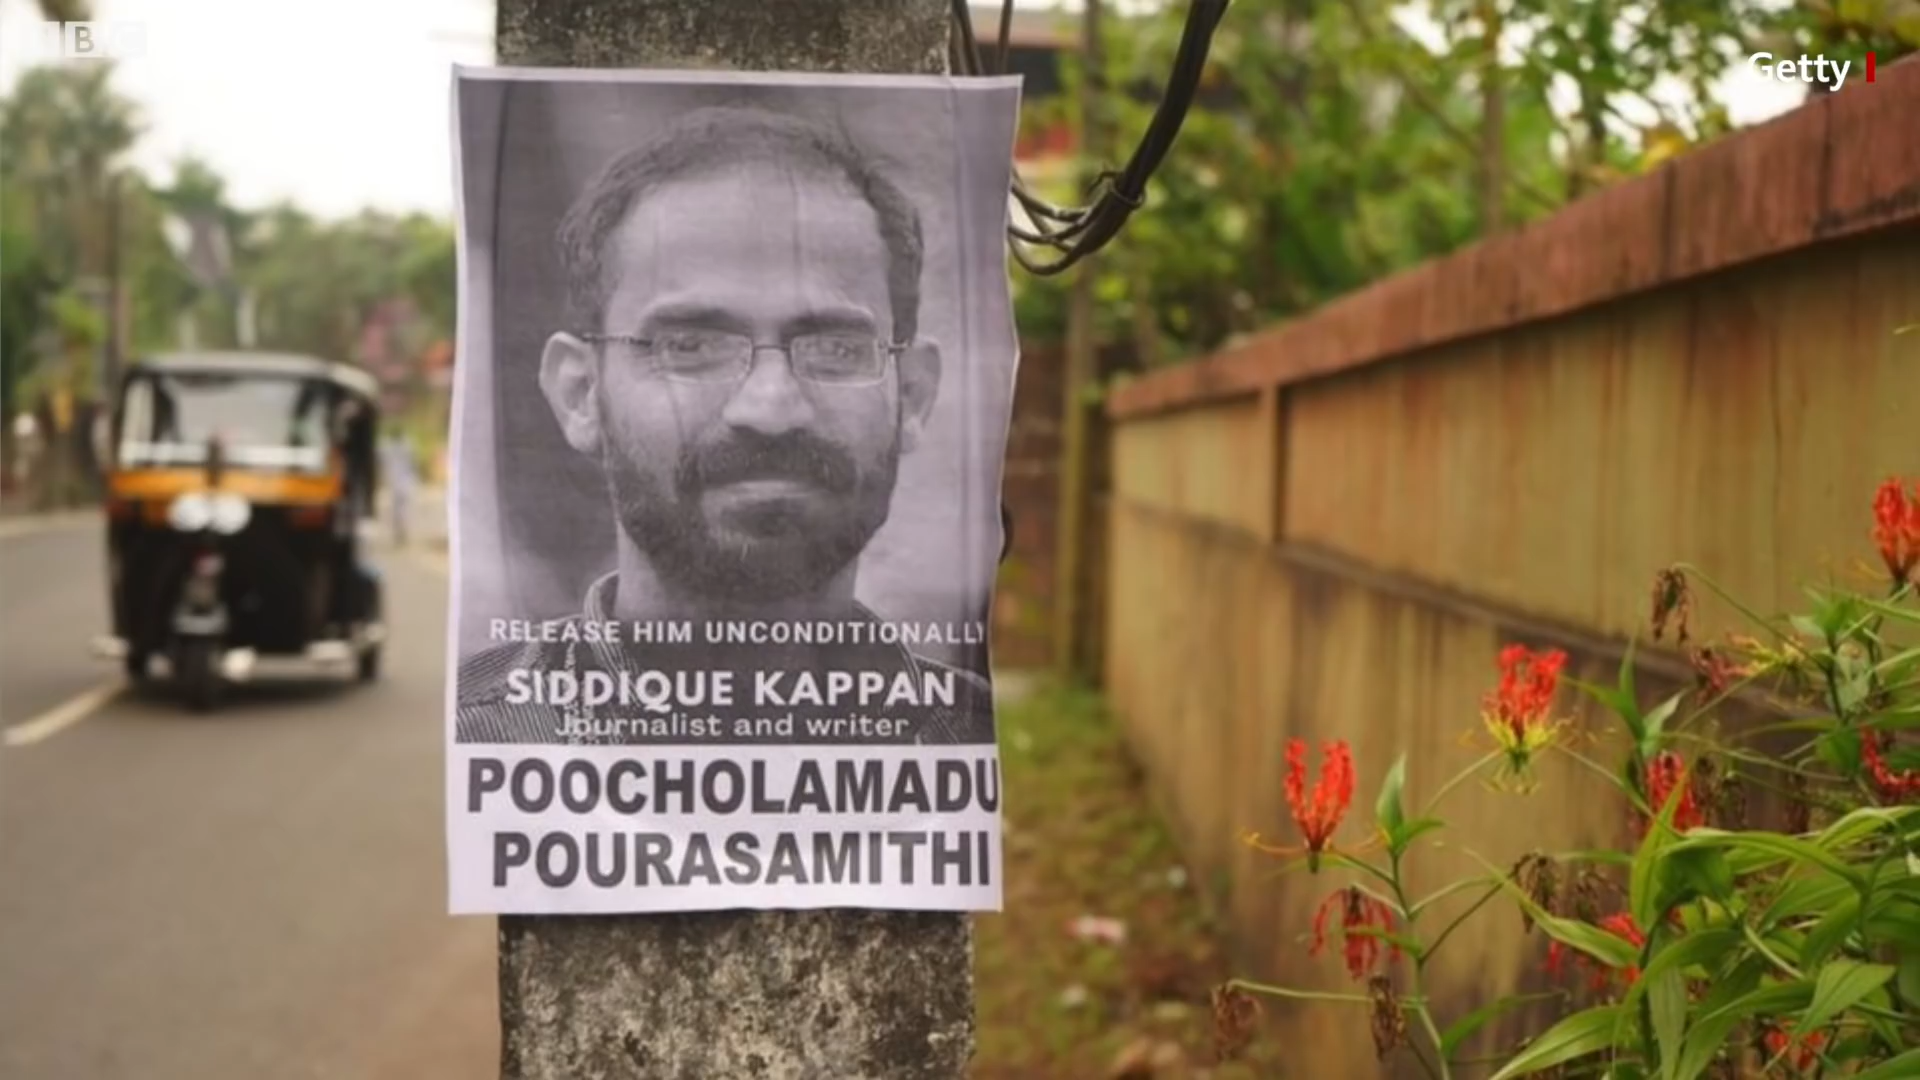 BBC
Getty
RELEASE HIM UNCONDITIONALLY
SIDDIQUE KAPPAN
Journalist and writer
POOCHOLAMADU
POURASAMITHI